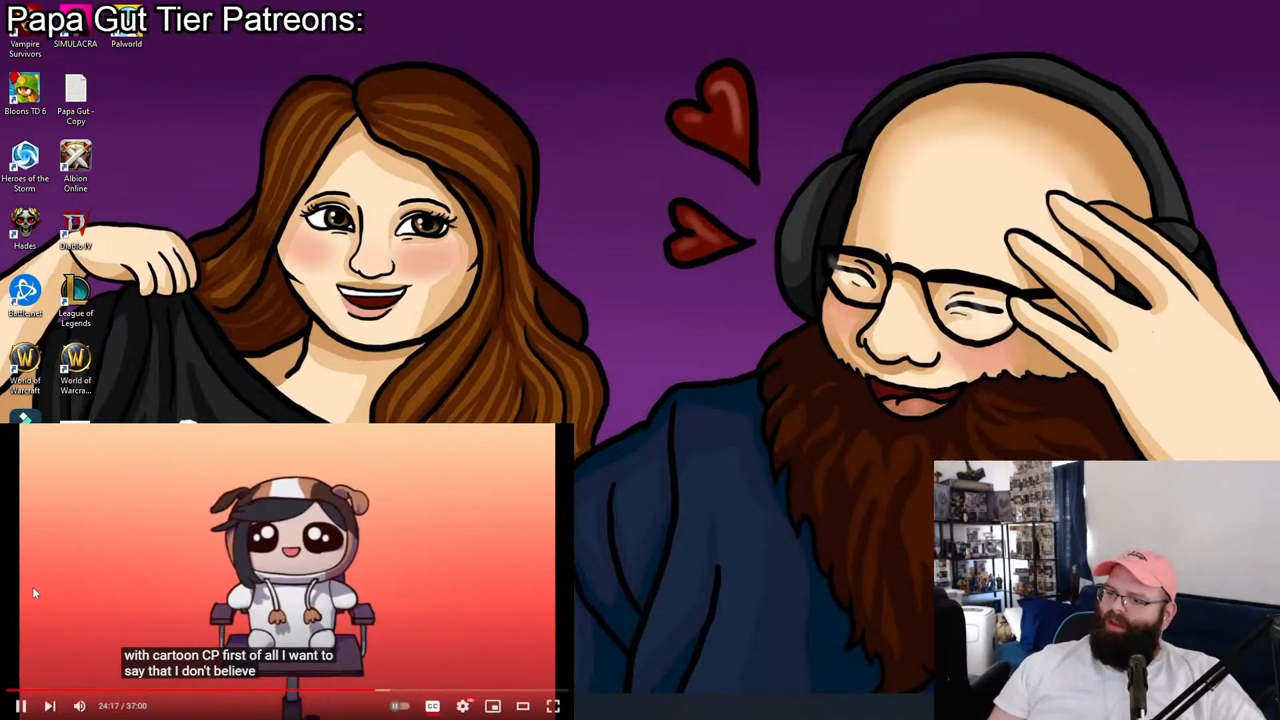 Papa Gut Tier Patreons:
Vampire
Survivors
SIMULACRA
Palworld
Bloons TD 6
Papa Gut -
Copy
Heroes of the
Storm
Albion
Online
Hades
Diablo IV
Battle.net
League of
Legends
World of
Warcraft
World of
Warcra...
with cartoon CP first of all I want to
say that I don't believe
24:17 / 37:00
CC